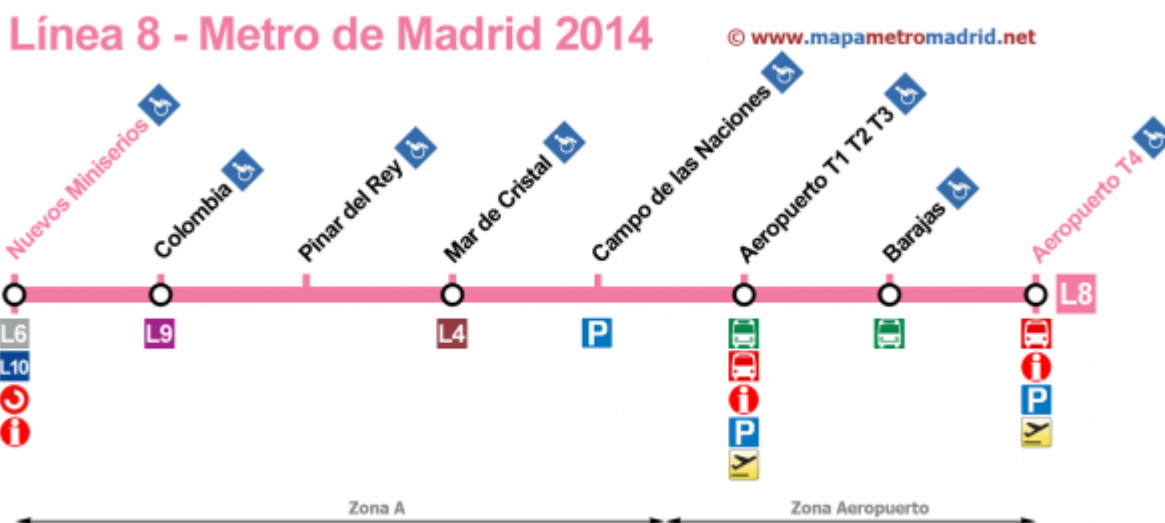 Línea 8 - Metro de Madrid 2014
© www.mapametromadrid.net
Nuevos Miniserios
Colombia
Pinar del Rey
Mar de Cristal
Campo de las Naciones
Aeropuerto T1 T2 T3
Barajas
Aeropuerto T4
L8
L6
L10
i
L9
L4
P
i
P
i
P
Zona A
Zona Aeropuerto